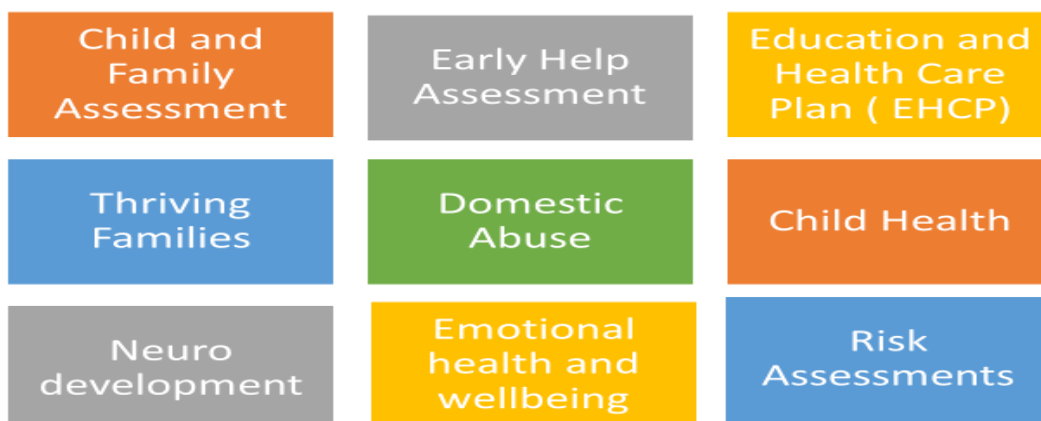 Child and
Family
Assessment
Early Help
Assessment
Education and
Health Care
Plan ( EHCP)
Thriving
Families
Domestic
Abuse
Child Health
Neuro
development
Emotional
health and
wellbeing
Risk
Assessments